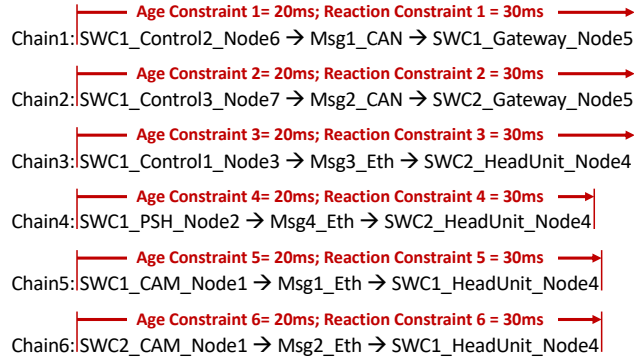 Age Constraint 1= 20ms; Reaction Constraint 1 = 30ms
Chain1: SWC1_Control2_Node6 → Msg1_CAN → SWC1_Gateway_Node5
Age Constraint 2= 20ms; Reaction Constraint 2 = 30ms
Chain2: SWC1_Control3_Node7 → Msg2_CAN → SWC2_Gateway_Node5
Age Constraint 3= 20ms; Reaction Constraint 3 = 30ms
Chain3: SWC1_Control1_Node3 → Msg3_Eth → SWC2_HeadUnit_Node4
Age Constraint 4= 20ms; Reaction Constraint 4 = 30ms
Chain4: SWC1_PSH_Node2 → Msg4_Eth → SWC2_HeadUnit_Node4
Age Constraint 5= 20ms; Reaction Constraint 5 = 30ms
Chain5: SWC1_CAM_Node1 → Msg1_Eth → SWC1_HeadUnit_Node4
Age Constraint 6= 20ms; Reaction Constraint 6 = 30ms
Chain6: SWC2_CAM_Node1 → Msg2_Eth → SWC1_HeadUnit_Node4